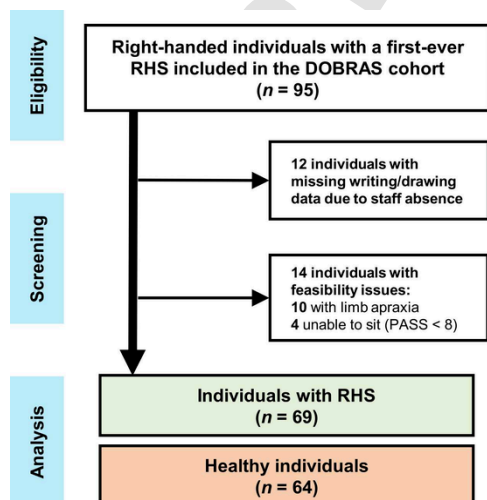 Eligibility
Right-handed individuals with a first-ever
RHS included in the DOBRAS cohort
(n = 95)
Screening
12 individuals with
missing writing/drawing
data due to staff absence
14 individuals with
feasibility issues:
10 with limb apraxia
4 unable to sit (PASS < 8)
Analysis
Individuals with RHS
(n = 69)
Healthy individuals
(n = 64)